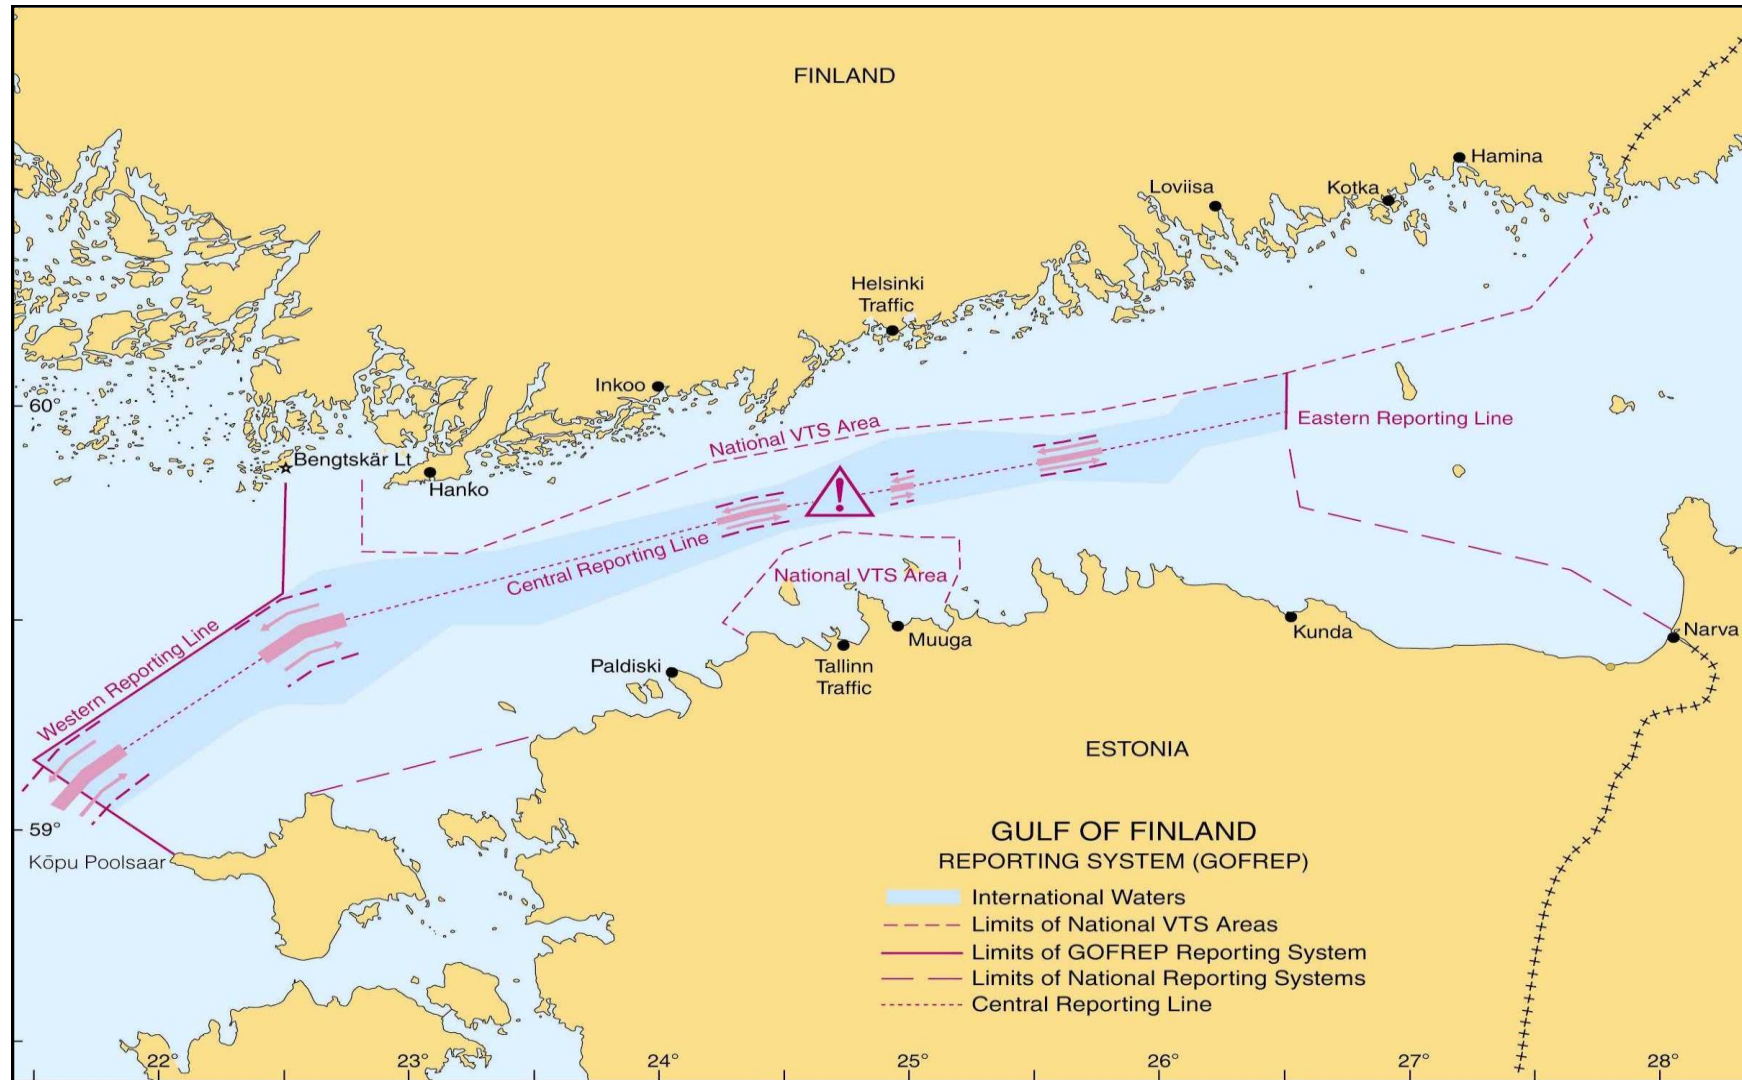 FINLAND
Hamina
Loviisa
Kotka
Helsinki
Traffic
Inkoo
60°
National VTS Area
Eastern Reporting Line
Bengtskär Lt
Hanko
!
Central Reporting Line
National VTS Area
Western Reporting Line
Paldiski
Tallinn
Traffic
Muuga
Kunda
Narva
ESTONIA
59°
Kõpu Poolsaar
GULF OF FINLAND
REPORTING SYSTEM (GOFREP)
International Waters
Limits of National VTS Areas
Limits of GOFREP Reporting System
Limits of National Reporting Systems
Central Reporting Line
22° 23° 24° 25° 26° 27° 28°